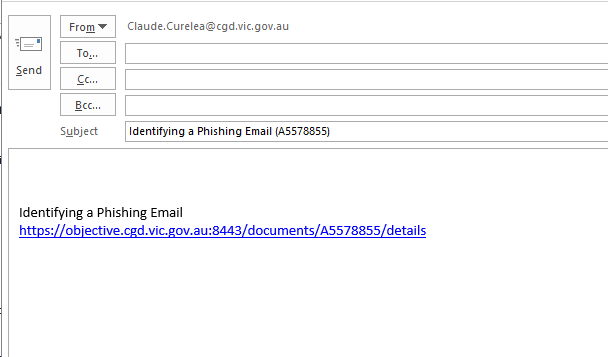 From
Claude.Curelea@cgd.vic.gov.au
To...
Send
Cc...
Bcc...
Subject
Identifying a Phishing Email (A5578855)
Identifying a Phishing Email
https://objective.cgd.vic.gov.au:8443/documents/A5578855/details